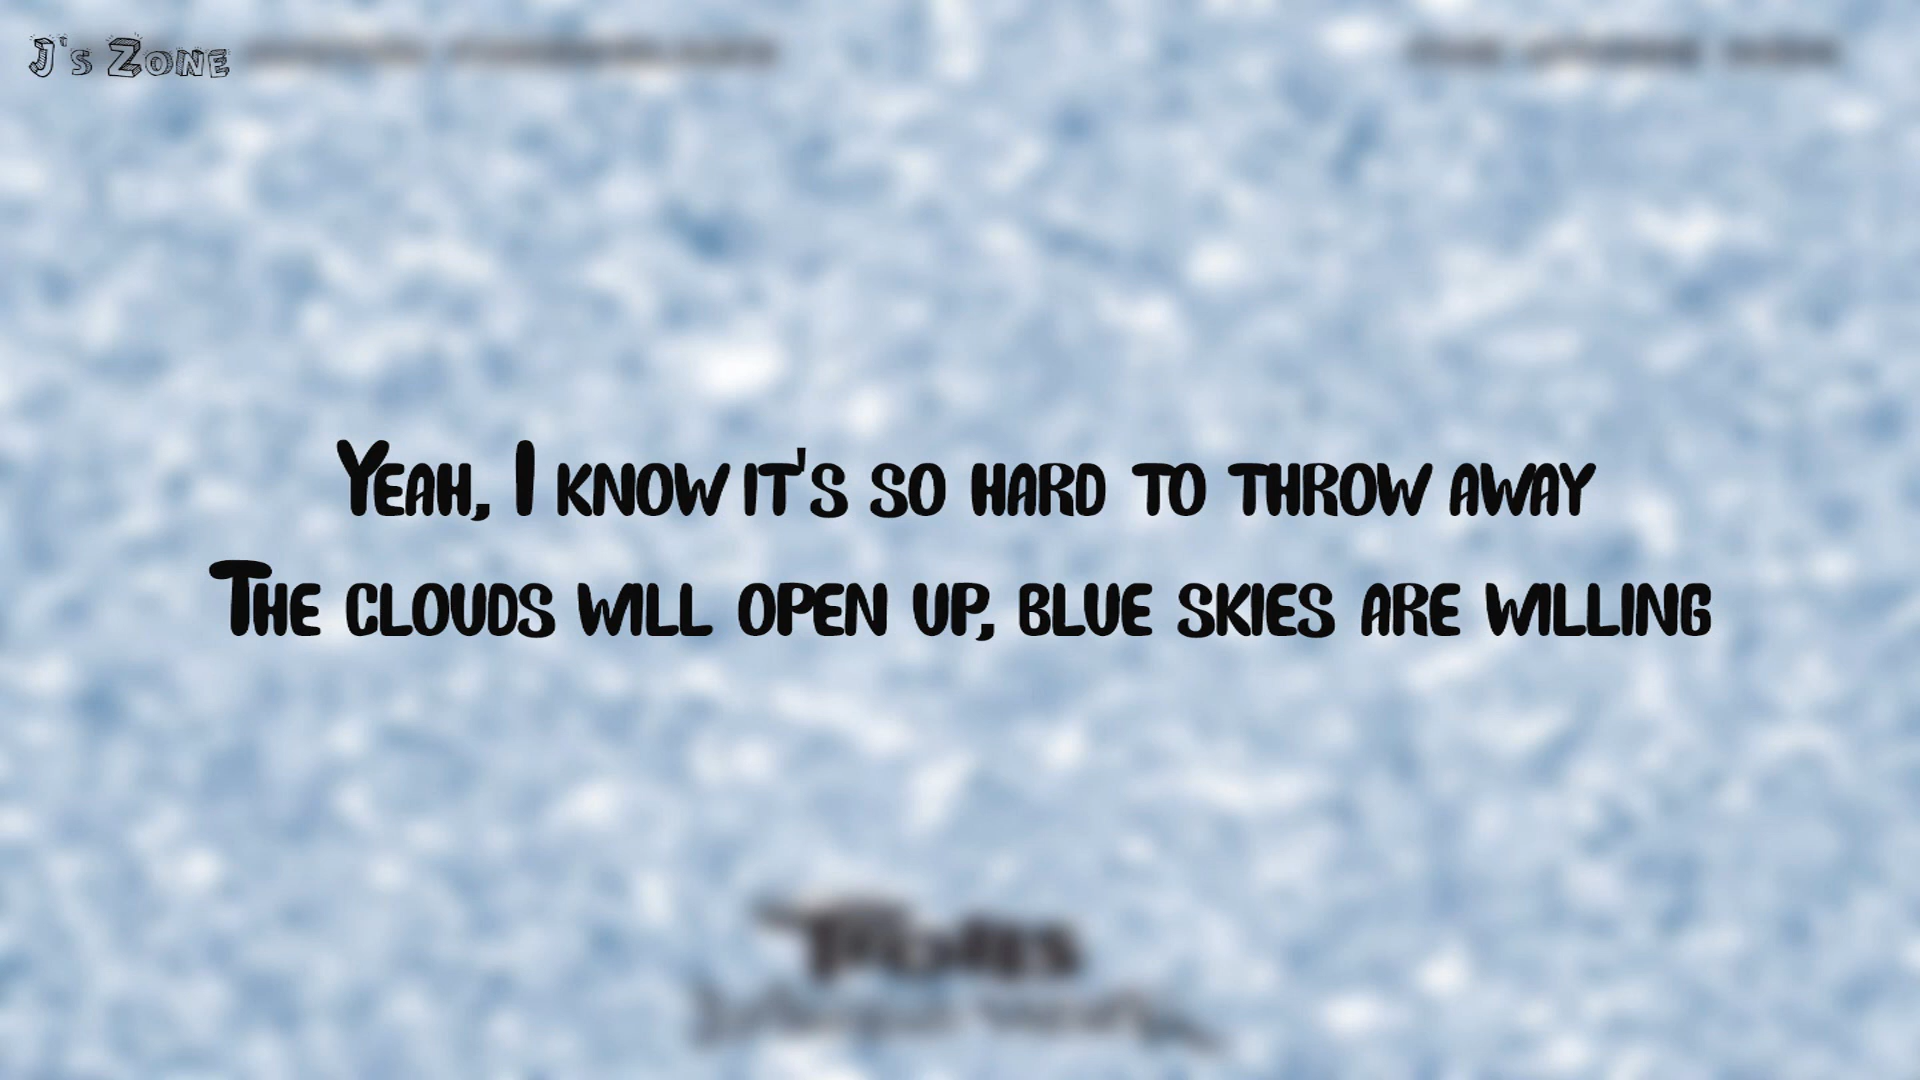 J's Zone
Yeah, I know it's so hard to throw away
The clouds will open up, blue skies are willing